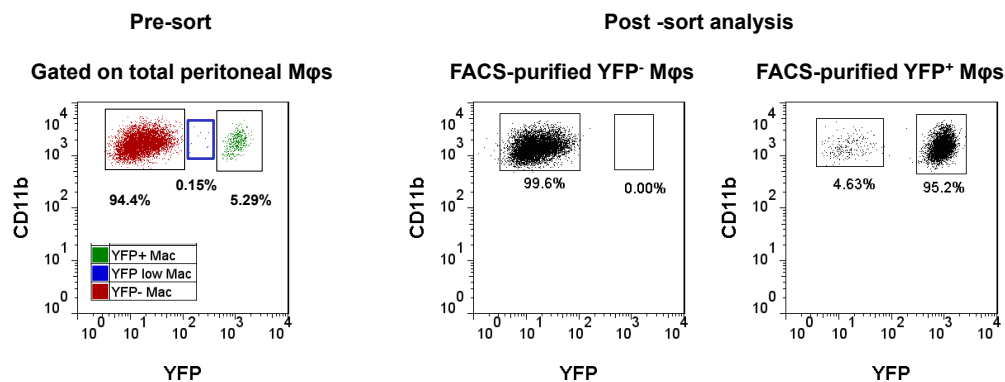 Pre-sort
Post -sort analysis
Gated on total peritoneal Mφs
FACS-purified YFP⁻ Mφs
FACS-purified YFP⁺ Mφs
CD11b
10⁴
10³
10²
10¹
10⁰
94.4%
0.15%
5.29%
YFP+ Mac
YFP low Mac
YFP- Mac
10⁰ 10¹ 10² 10³ 10⁴
YFP
CD11b
10⁴
10³
10²
10¹
10⁰
99.6%
0.00%
10⁰ 10¹ 10² 10³ 10⁴
YFP
CD11b
10⁴
10³
10²
10¹
10⁰
4.63%
95.2%
10⁰ 10¹ 10² 10³ 10⁴
YFP